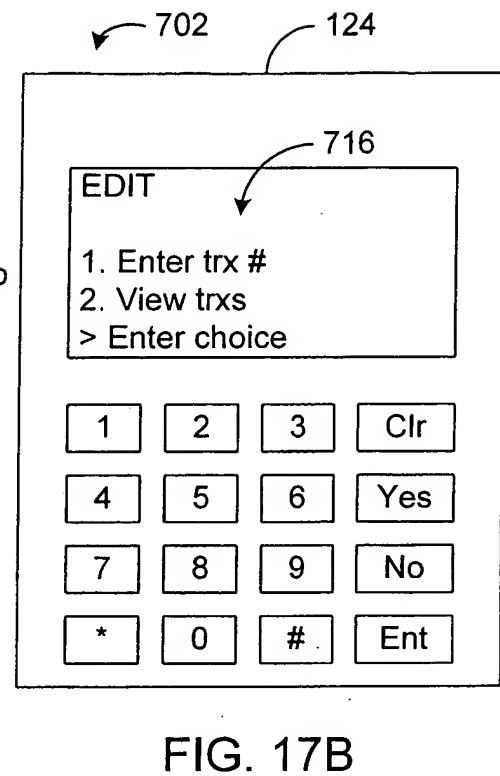 702 124
716
EDIT
1. Enter trx #
2. View trxs
> Enter choice
1 2 3 Clr
4 5 6 Yes
7 8 9 No
* 0 # Ent
FIG. 17B